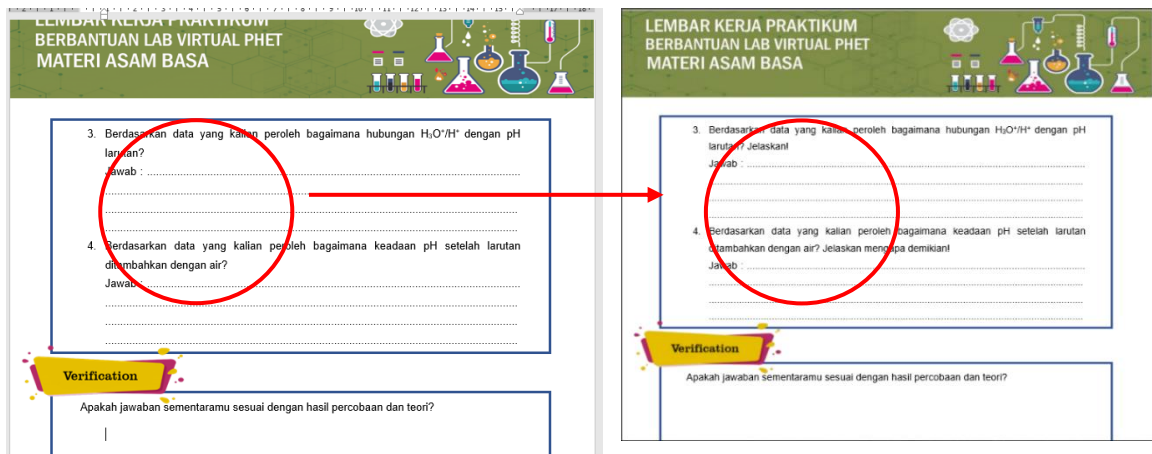 LEMBAR KERJA PRAKTIKUM
BERBANTUAN LAB VIRTUAL PHET
MATERI ASAM BASA
3. Berdasarkan data yang kalian peroleh bagaimana hubungan H₃O⁺/H⁺ dengan pH
larutan?
Jawab : ........................................................................
........................................................................
........................................................................
4. Berdasarkan data yang kalian peroleh bagaimana keadaan pH setelah larutan
ditambahkan dengan air?
Jawab : ........................................................................
........................................................................
........................................................................
........................................................................
Verification
Apakah jawaban sementaramu sesuai dengan hasil percobaan dan teori?
LEMBAR KERJA PRAKTIKUM
BERBANTUAN LAB VIRTUAL PHET
MATERI ASAM BASA
3. Berdasarkan data yang kalian peroleh bagaimana hubungan H₃O⁺/H⁺ dengan pH
larutan? Jelaskan!
Jawab : ........................................................................
........................................................................
........................................................................
........................................................................
4. Berdasarkan data yang kalian peroleh bagaimana keadaan pH setelah larutan
ditambahkan dengan air? Jelaskan mengapa demikian!
Jawab : ........................................................................
........................................................................
........................................................................
........................................................................
Verification
Apakah jawaban sementaramu sesuai dengan hasil percobaan dan teori?